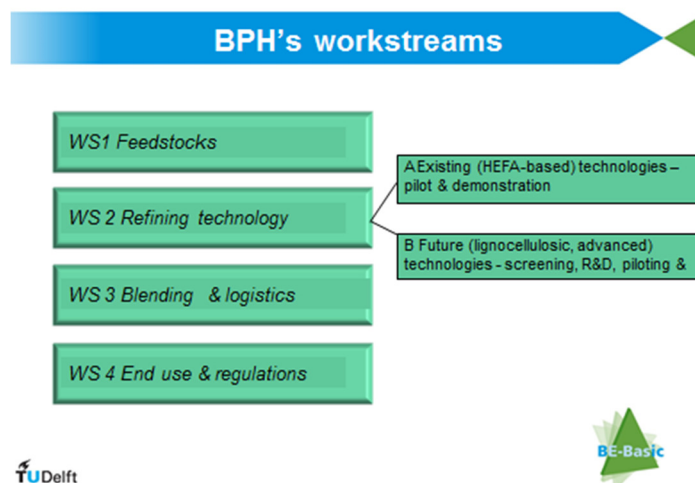 BPH's workstreams
WS1 Feedstocks
WS 2 Refining technology
A Existing (HEFA-based) technologies –
pilot & demonstration
B Future (lignocellulosic, advanced)
technologies - screening, R&D, piloting &
WS 3 Blending & logistics
WS 4 End use & regulations
BE-Basic
TUDelft